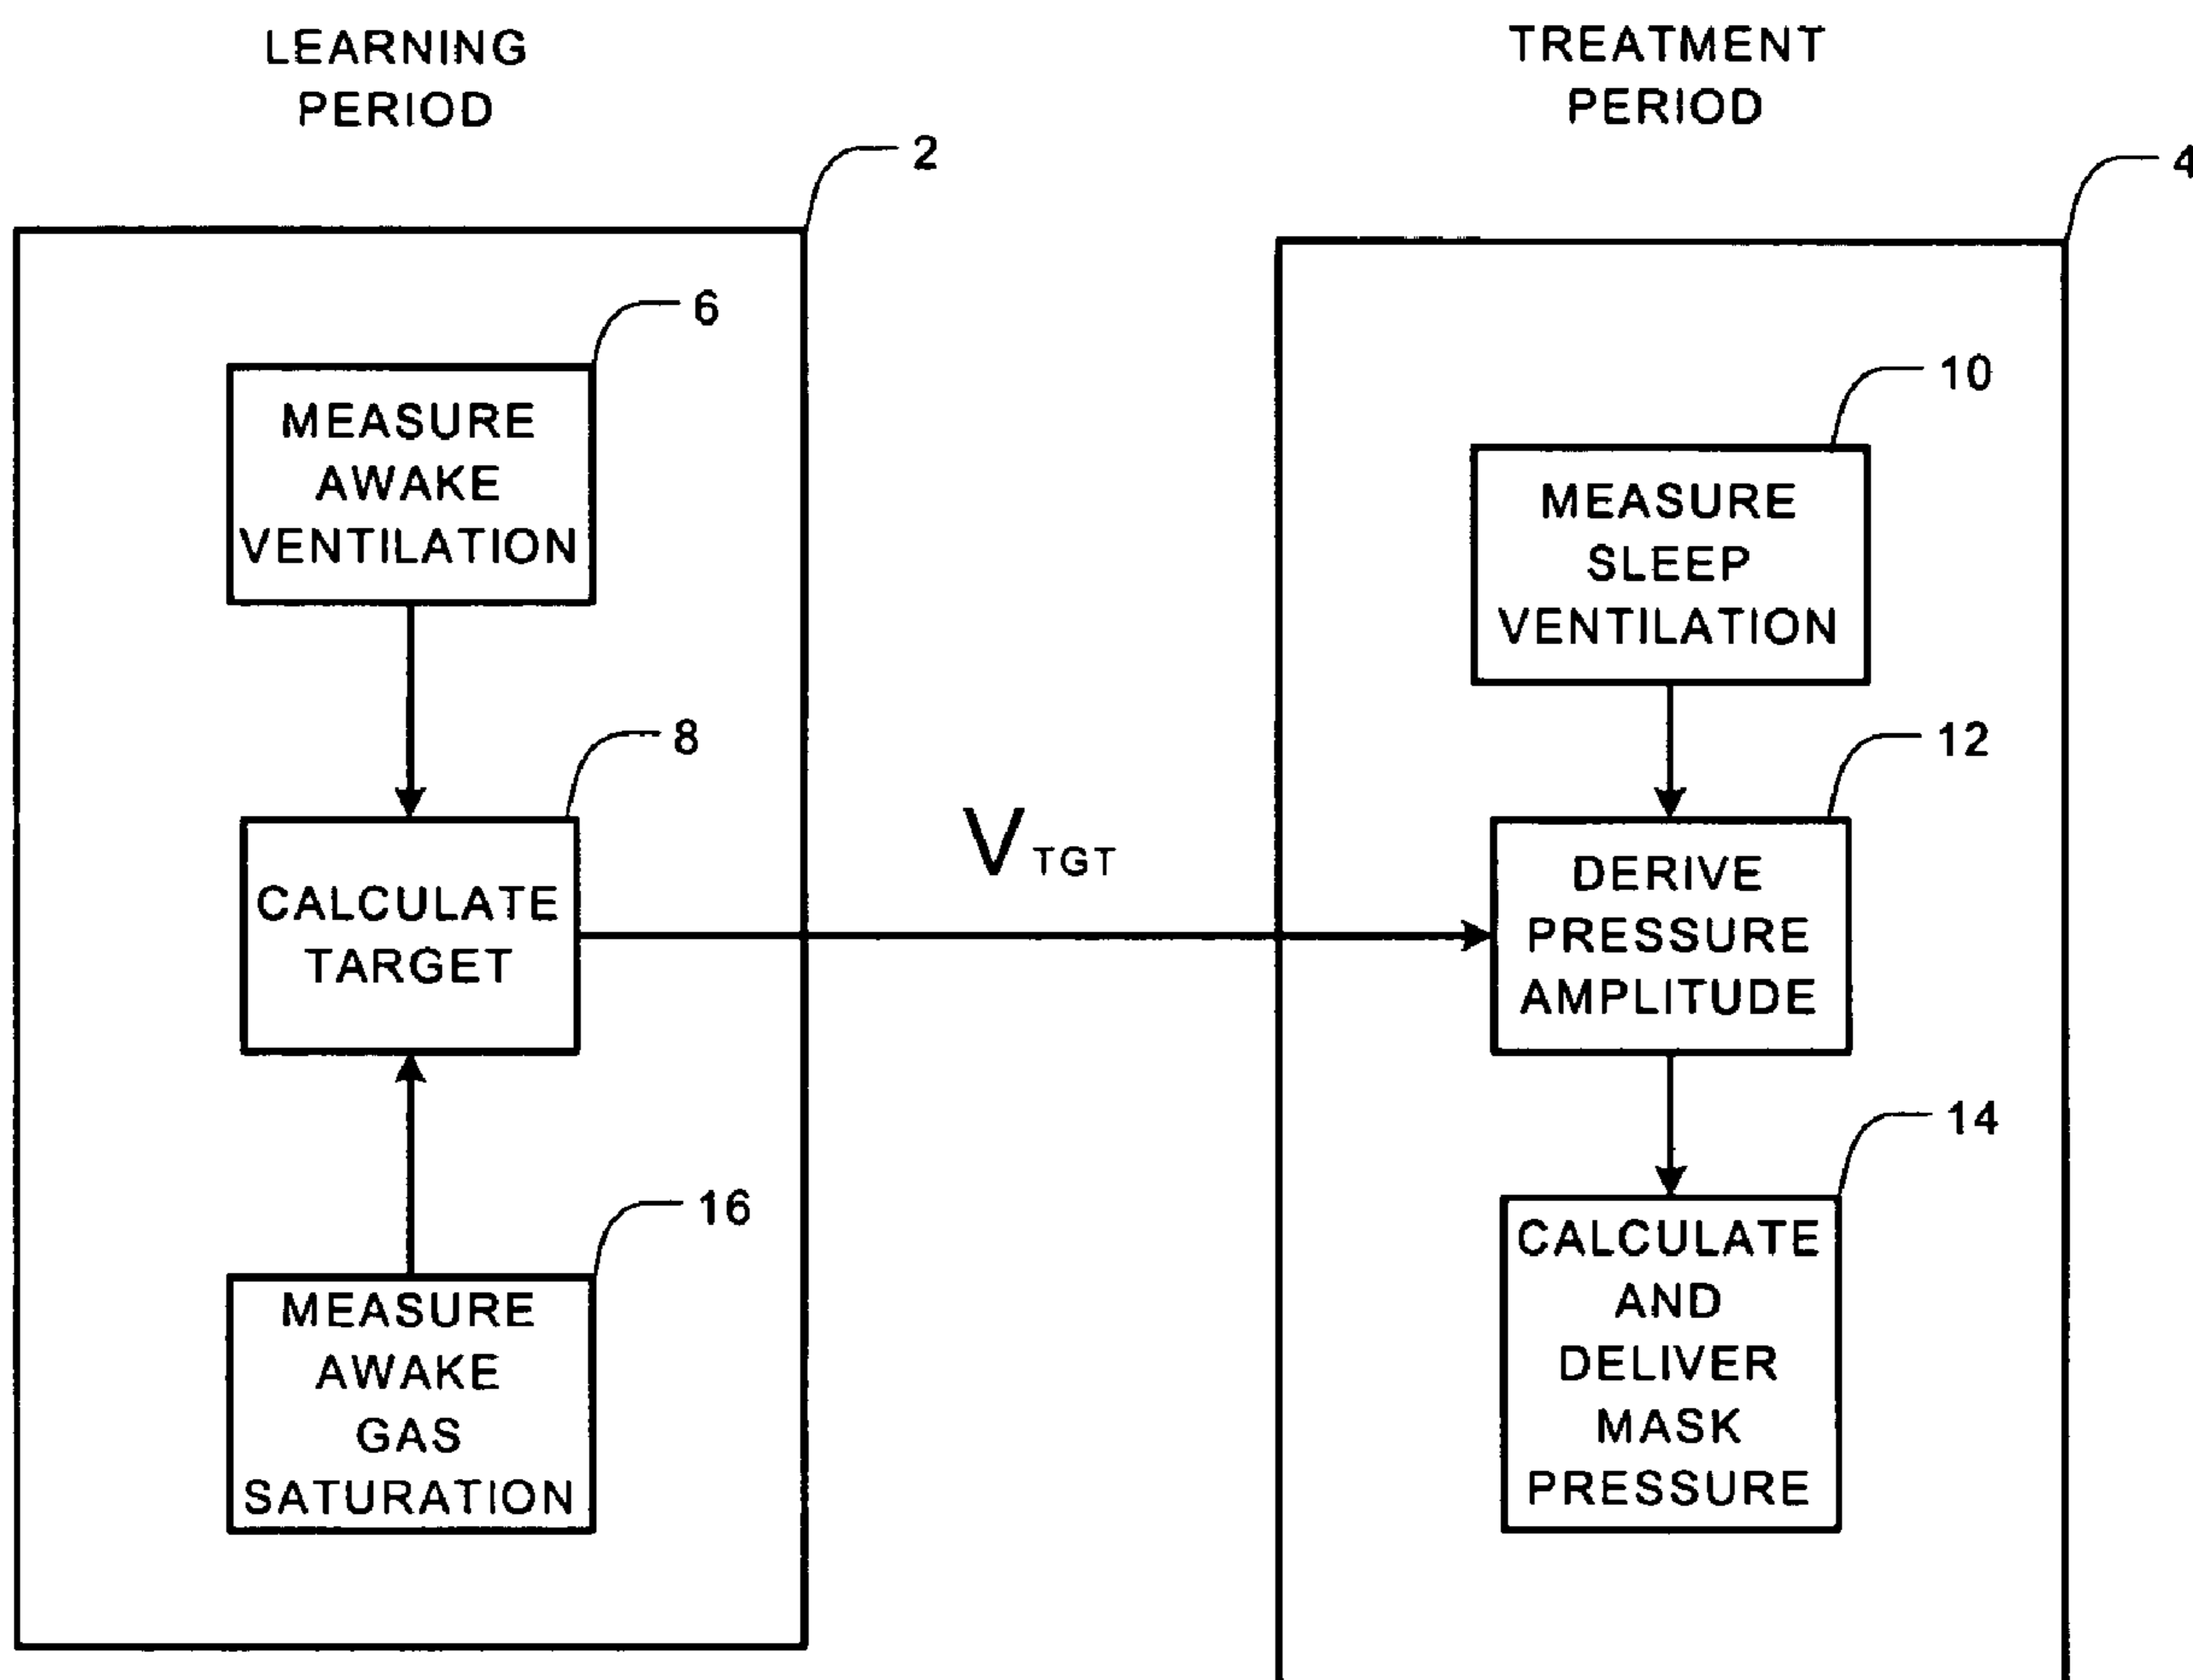 LEARNING
PERIOD
2
6
MEASURE
AWAKE
VENTILATION
8
CALCULATE
TARGET
16
MEASURE
AWAKE
GAS
SATURATION
V TGT
TREATMENT
PERIOD
4
10
MEASURE
SLEEP
VENTILATION
12
DERIVE
PRESSURE
AMPLITUDE
14
CALCULATE
AND
DELIVER
MASK
PRESSURE